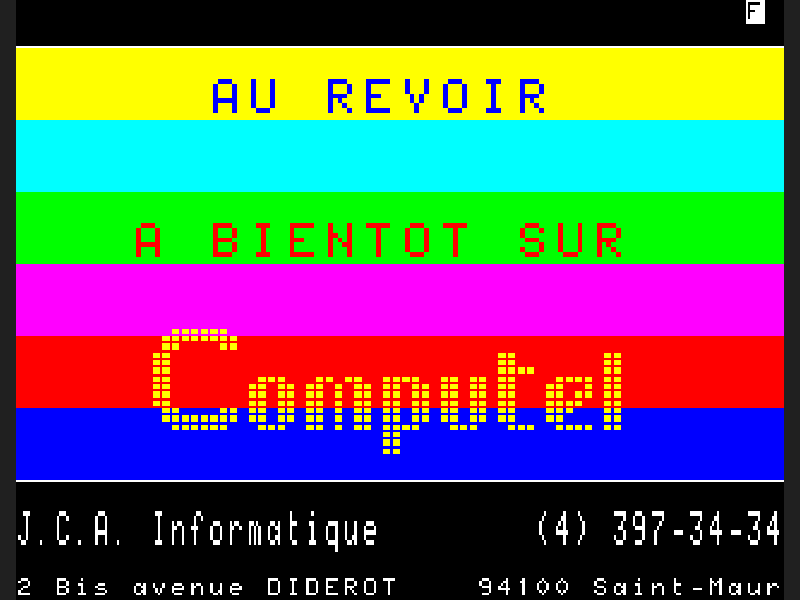 F
AU REVOIR
A BIENTOT SUR
Computel
J.C.A. Informatique (4) 397-34-34
2 Bis avenue DIDEROT 94100 Saint-Maur